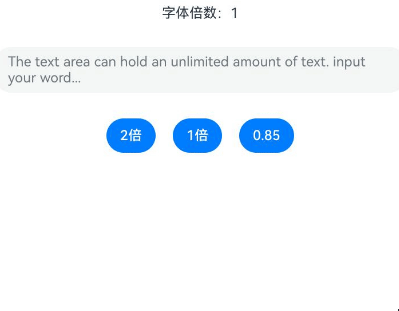 字体倍数：1
The text area can hold an unlimited amount of text. input
your word...
2倍
1倍
0.85